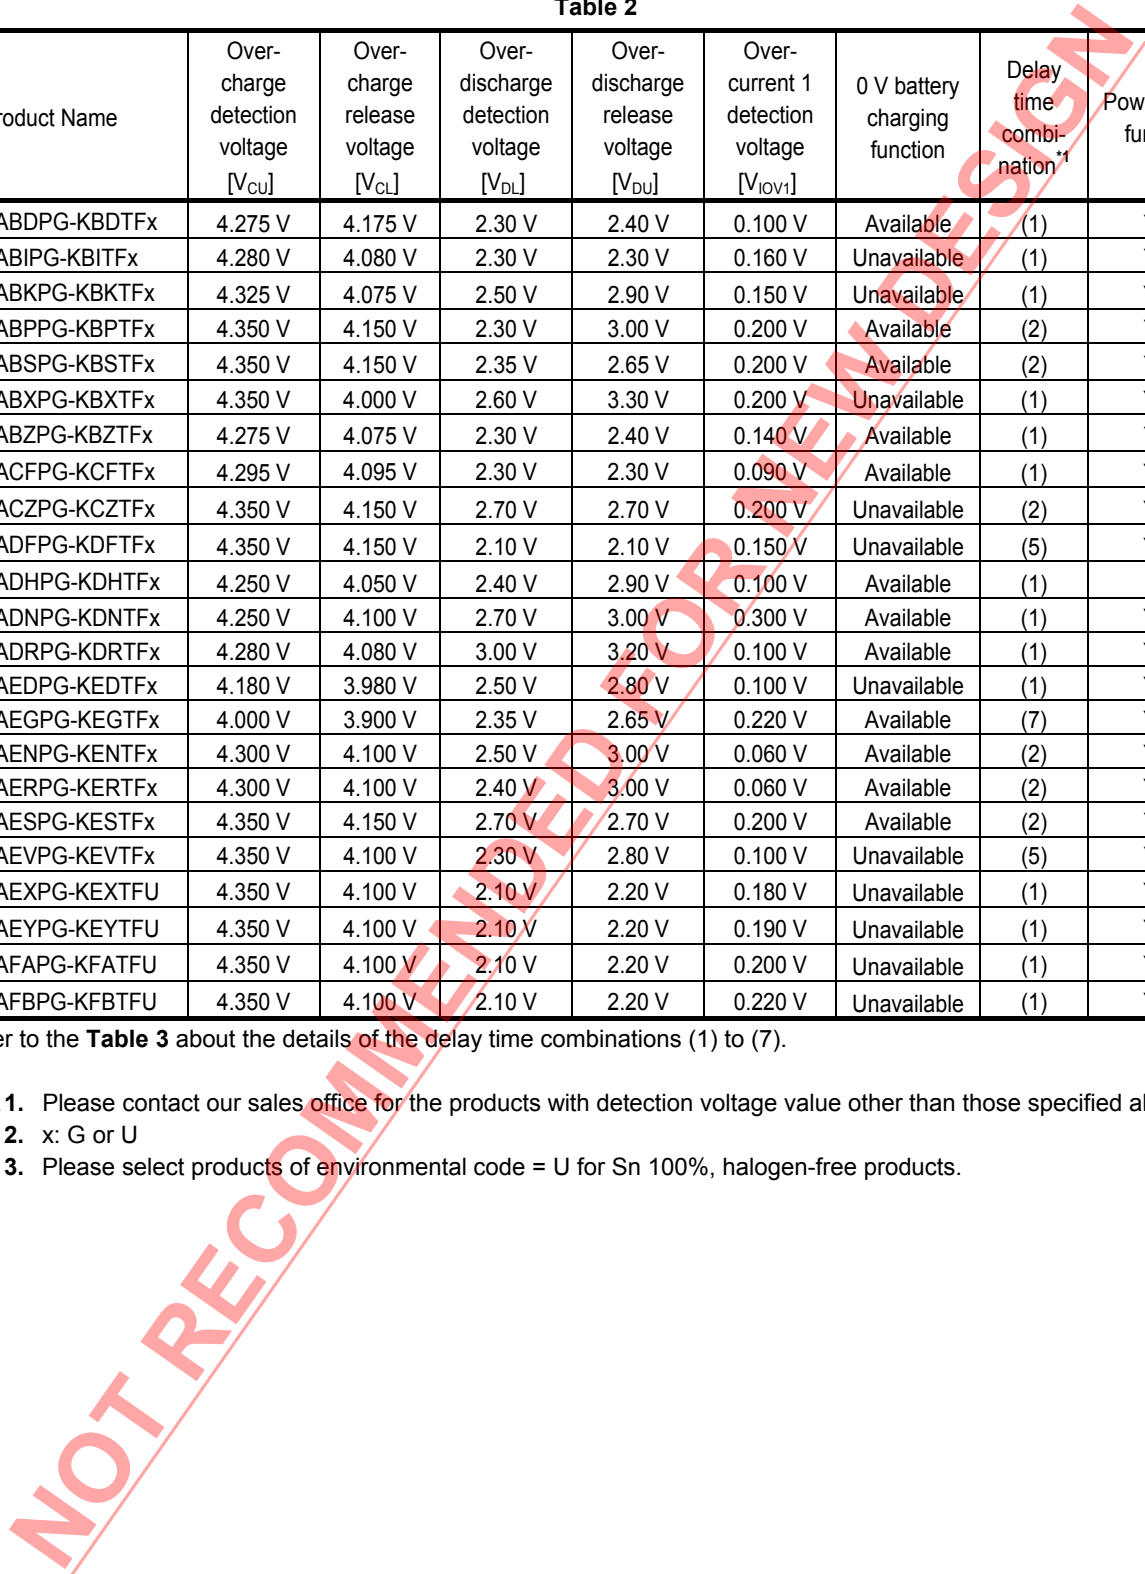 Table 2
roduct Name | Over-charge detection voltage [VCU] | Over-charge release voltage [VCL] | Over-discharge detection voltage [VDL] | Over-discharge release voltage [VDU] | Over-current 1 detection voltage [VIOV1] | 0 V battery charging function | Delay time combi-nation*1 | Pow fur
ABDPG-KBDTFx 4.275 V 4.175 V 2.30 V 2.40 V 0.100 V Available (1)
ABIPG-KBITFx 4.280 V 4.080 V 2.30 V 2.30 V 0.160 V Unavailable (1)
ABKPG-KBKTFx 4.325 V 4.075 V 2.50 V 2.90 V 0.150 V Unavailable (1)
ABPPG-KBPTFx 4.350 V 4.150 V 2.30 V 3.00 V 0.200 V Available (2)
ABSPG-KBSTFx 4.350 V 4.150 V 2.35 V 2.65 V 0.200 V Available (2)
ABXPG-KBXTFx 4.350 V 4.000 V 2.60 V 3.30 V 0.200 V Unavailable (1)
ABZPG-KBZTFx 4.275 V 4.075 V 2.30 V 2.40 V 0.140 V Available (1)
ACFPG-KCFTFx 4.295 V 4.095 V 2.30 V 2.30 V 0.090 V Available (1)
ACZPG-KCZTFx 4.350 V 4.150 V 2.70 V 2.70 V 0.200 V Unavailable (2)
ADFPG-KDFTFx 4.350 V 4.150 V 2.10 V 2.10 V 0.150 V Unavailable (5)
ADHPG-KDHTFx 4.250 V 4.050 V 2.40 V 2.90 V 0.100 V Available (1)
ADNPG-KDNTFx 4.250 V 4.100 V 2.70 V 3.00 V 0.300 V Available (1)
ADRPG-KDRTFx 4.280 V 4.080 V 3.00 V 3.20 V 0.100 V Available (1)
AEDPG-KEDTFx 4.180 V 3.980 V 2.50 V 2.80 V 0.100 V Unavailable (1)
AEGPG-KEGTFx 4.000 V 3.900 V 2.35 V 2.65 V 0.220 V Available (7)
AENPG-KENTFx 4.300 V 4.100 V 2.50 V 3.00 V 0.060 V Available (2)
AERPG-KERTFx 4.300 V 4.100 V 2.40 V 3.00 V 0.060 V Available (2)
AESPG-KESTFx 4.350 V 4.150 V 2.70 V 2.70 V 0.200 V Available (2)
AEVPG-KEVTFx 4.350 V 4.100 V 2.30 V 2.80 V 0.100 V Unavailable (5)
AEXPG-KEXTFU 4.350 V 4.100 V 2.10 V 2.20 V 0.180 V Unavailable (1)
AEYPG-KEYTFU 4.350 V 4.100 V 2.10 V 2.20 V 0.190 V Unavailable (1)
AFAPG-KFATFU 4.350 V 4.100 V 2.10 V 2.20 V 0.200 V Unavailable (1)
AFBPG-KFBTFU 4.350 V 4.100 V 2.10 V 2.20 V 0.220 V Unavailable (1)
er to the Table 3 about the details of the delay time combinations (1) to (7).
1. Please contact our sales office for the products with detection voltage value other than those specified a
2. x: G or U
3. Please select products of environmental code = U for Sn 100%, halogen-free products.
NOT RECOMMENDED FOR NEW DESIGN